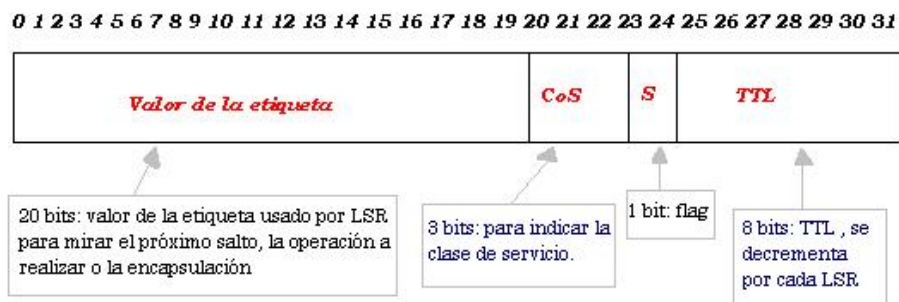 0 1 2 3 4 5 6 7 8 9 10 11 12 13 14 15 16 17 18 19 20 21 22 23 24 25 26 27 28 29 30 31
Valor de la etiqueta CoS S TTL
20 bits: valor de la etiqueta usado por LSR
para mirar el próximo salto, la operación a
realizar o la encapsulación
3 bits: para indicar la
clase de servicio.
1 bit: flag
8 bits: TTL , se
decrementa
por cada LSR